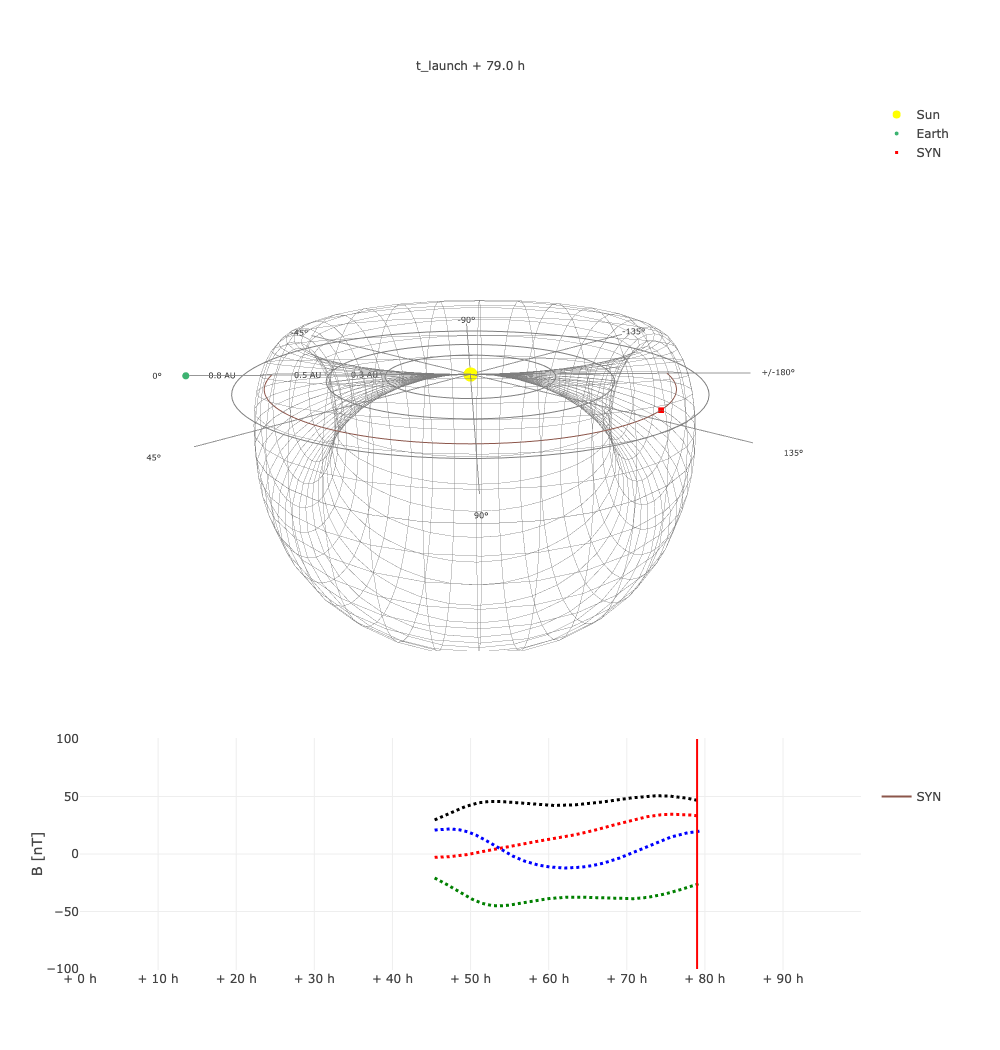 t_launch + 79.0 h
Sun
Earth
SYN
-90°
-45°
-135°
0°
0.8 AU
0.5 AU
0.3 AU
+/-180°
45°
135°
90°
100
50
0
−50
−100
B [nT]
+ 0 h
+ 10 h
+ 20 h
+ 30 h
+ 40 h
+ 50 h
+ 60 h
+ 70 h
+ 80 h
+ 90 h
SYN